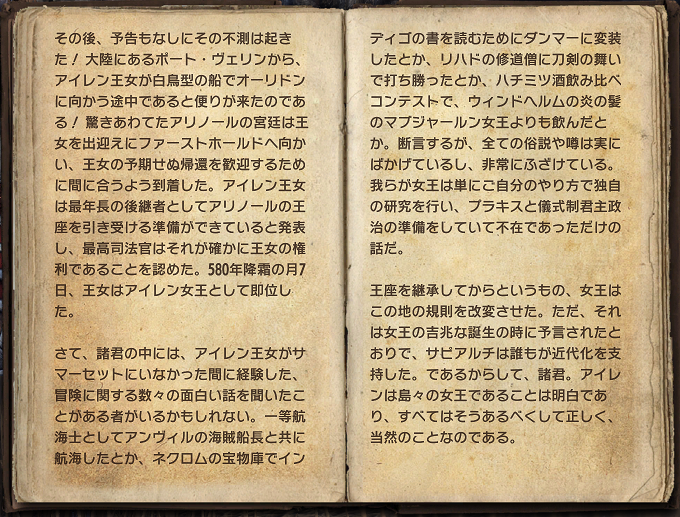 その後、予告もなしにその不測は起き
た！ 大陸にあるポート・ヴェリンから、
アイレン王女が白鳥型の船でオーリドン
に向かう途中であると便りが来たのであ
る！ 驚きあわてたアリノールの宮廷は王
女を出迎えにファーストホールドへ向か
い、王女の予期せぬ帰還を歓迎するため
に間に合うよう到着した。アイレン王女
は最年長の後継者としてアリノールの王
座を引き受ける準備ができていると発表
し、最高司法官はそれが確かに王女の権
利であることを認めた。580年降霜の月7
日、王女はアイレン女王として即位し
た。
さて、諸君の中には、アイレン王女がサ
マーセットにいなかった間に経験した、
冒険に関する数々の面白い話を聞いたこ
とがある者がいるかもしれない。一等航
海士としてアンヴィルの海賊船長と共に
航海したとか、ネクロムの宝物庫でイン
ディゴの書を読むためにダンマーに変装
したとか、リハドの修道僧に刀剣の舞い
で打ち勝ったとか、ハチミツ酒飲み比べ
コンテストで、ウィンドヘルムの炎の髪
のマブジャールン女王よりも飲んだと
か。断言するが、全ての俗説や噂は実に
ばかげているし、非常にふざけている。
我らが女王は単にご自分のやり方で独自
の研究を行い、プラキスと儀式制君主政
治の準備をしていて不在であっただけの
話だ。
王座を継承してからというもの、女王は
この地の規則を改変させた。ただ、それ
は女王の吉兆な誕生の時に予言されたと
おりで、サピアルチは誰もが近代化を支
持した。であるからして、諸君。アイレ
ンは島々の女王であることは明白であ
り、すべてはそうあるべくして正しく、
当然のことなのである。